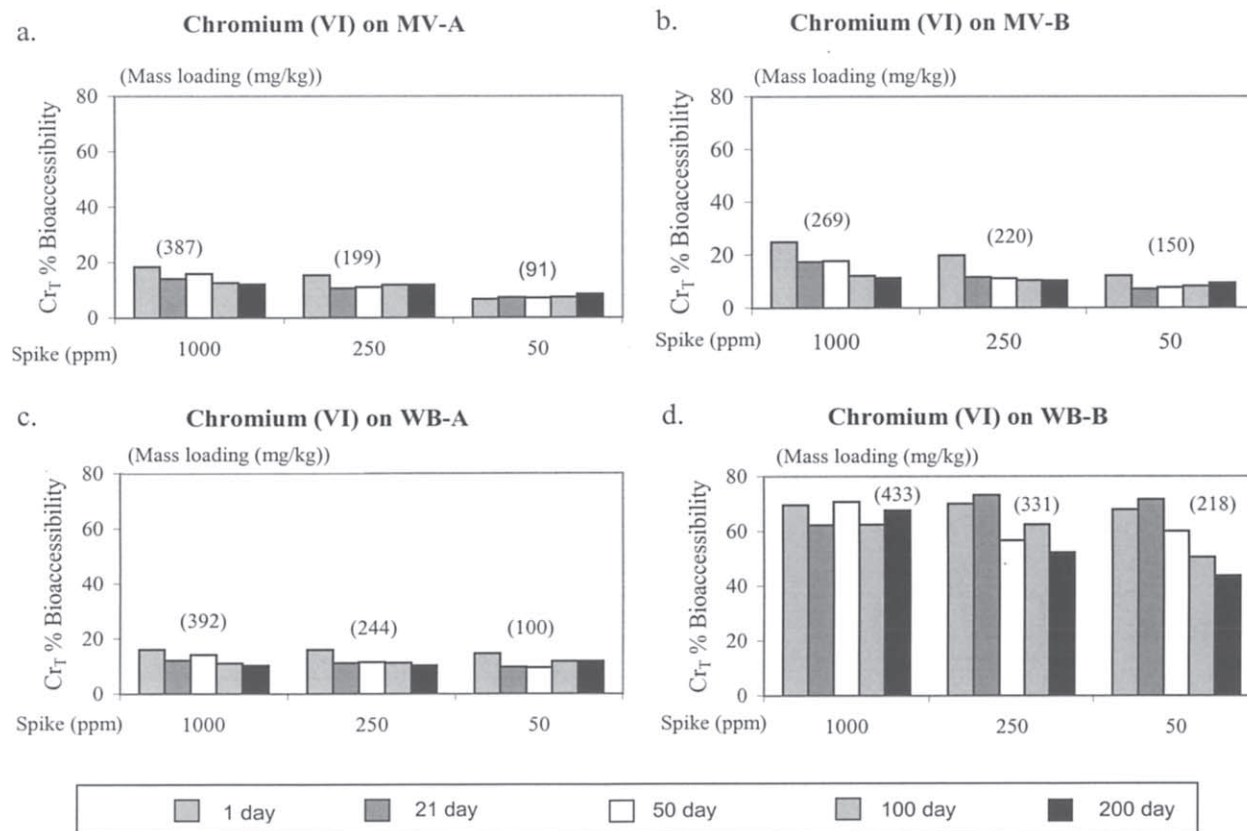 a.
Chromium (VI) on MV-A
(Mass loading (mg/kg))
Cr_T % Bioaccessibility
80
60
40
20
0
(387)
(199)
(91)
Spike (ppm)
1000
250
50
b.
Chromium (VI) on MV-B
(Mass loading (mg/kg))
Cr_T % Bioaccessibility
80
60
40
20
0
(269)
(220)
(150)
Spike (ppm)
1000
250
50
c.
Chromium (VI) on WB-A
(Mass loading (mg/kg))
Cr_T % Bioaccessibility
80
60
40
20
0
(392)
(244)
(100)
Spike (ppm)
1000
250
50
d.
Chromium (VI) on WB-B
(Mass loading (mg/kg))
Cr_T % Bioaccessibility
80
60
40
20
0
(433)
(331)
(218)
Spike (ppm)
1000
250
50
1 day
21 day
50 day
100 day
200 day